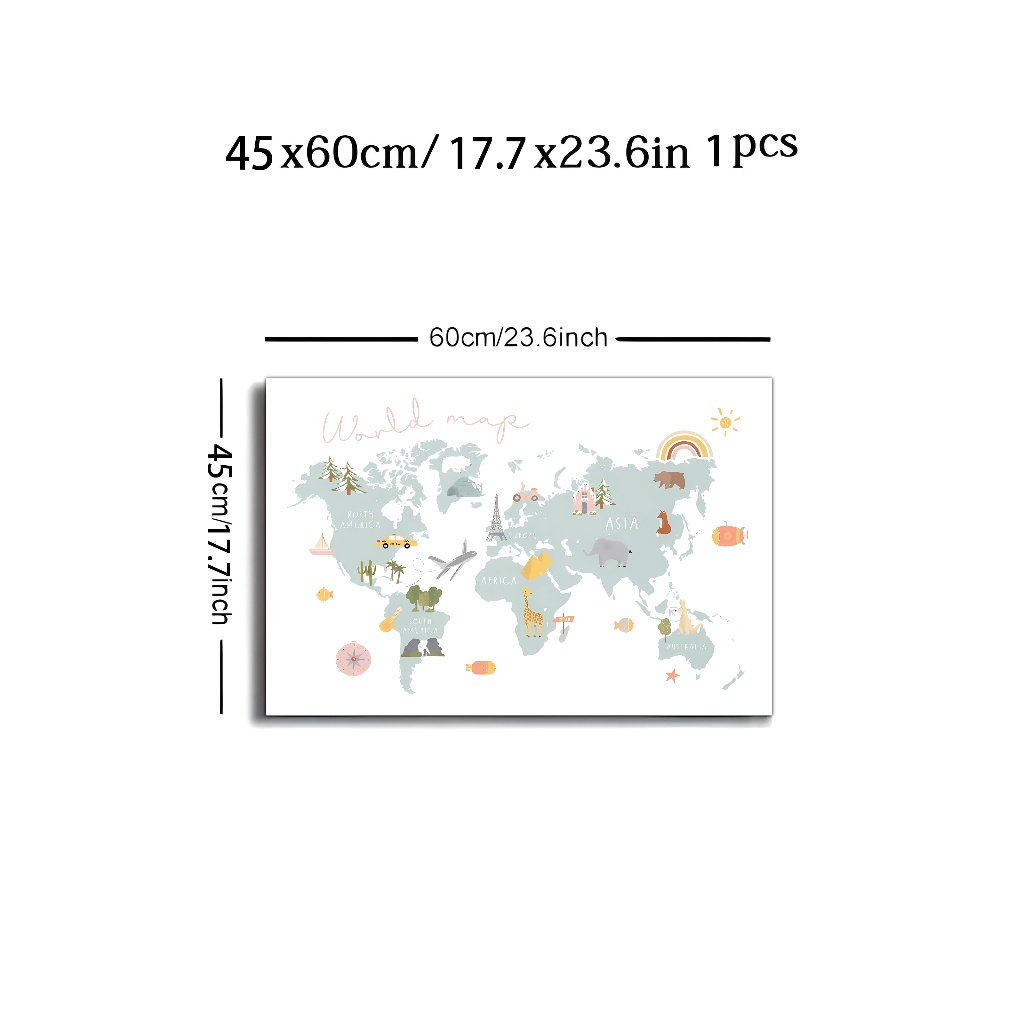 45x60cm/ 17.7x23.6in 1pcs
60cm/23.6inch
45cm/17.7inch
World map
NORTH
AMERICA
EUROPE
ASIA
AFRICA
SOUTH
AMERICA
AUSTRALIA